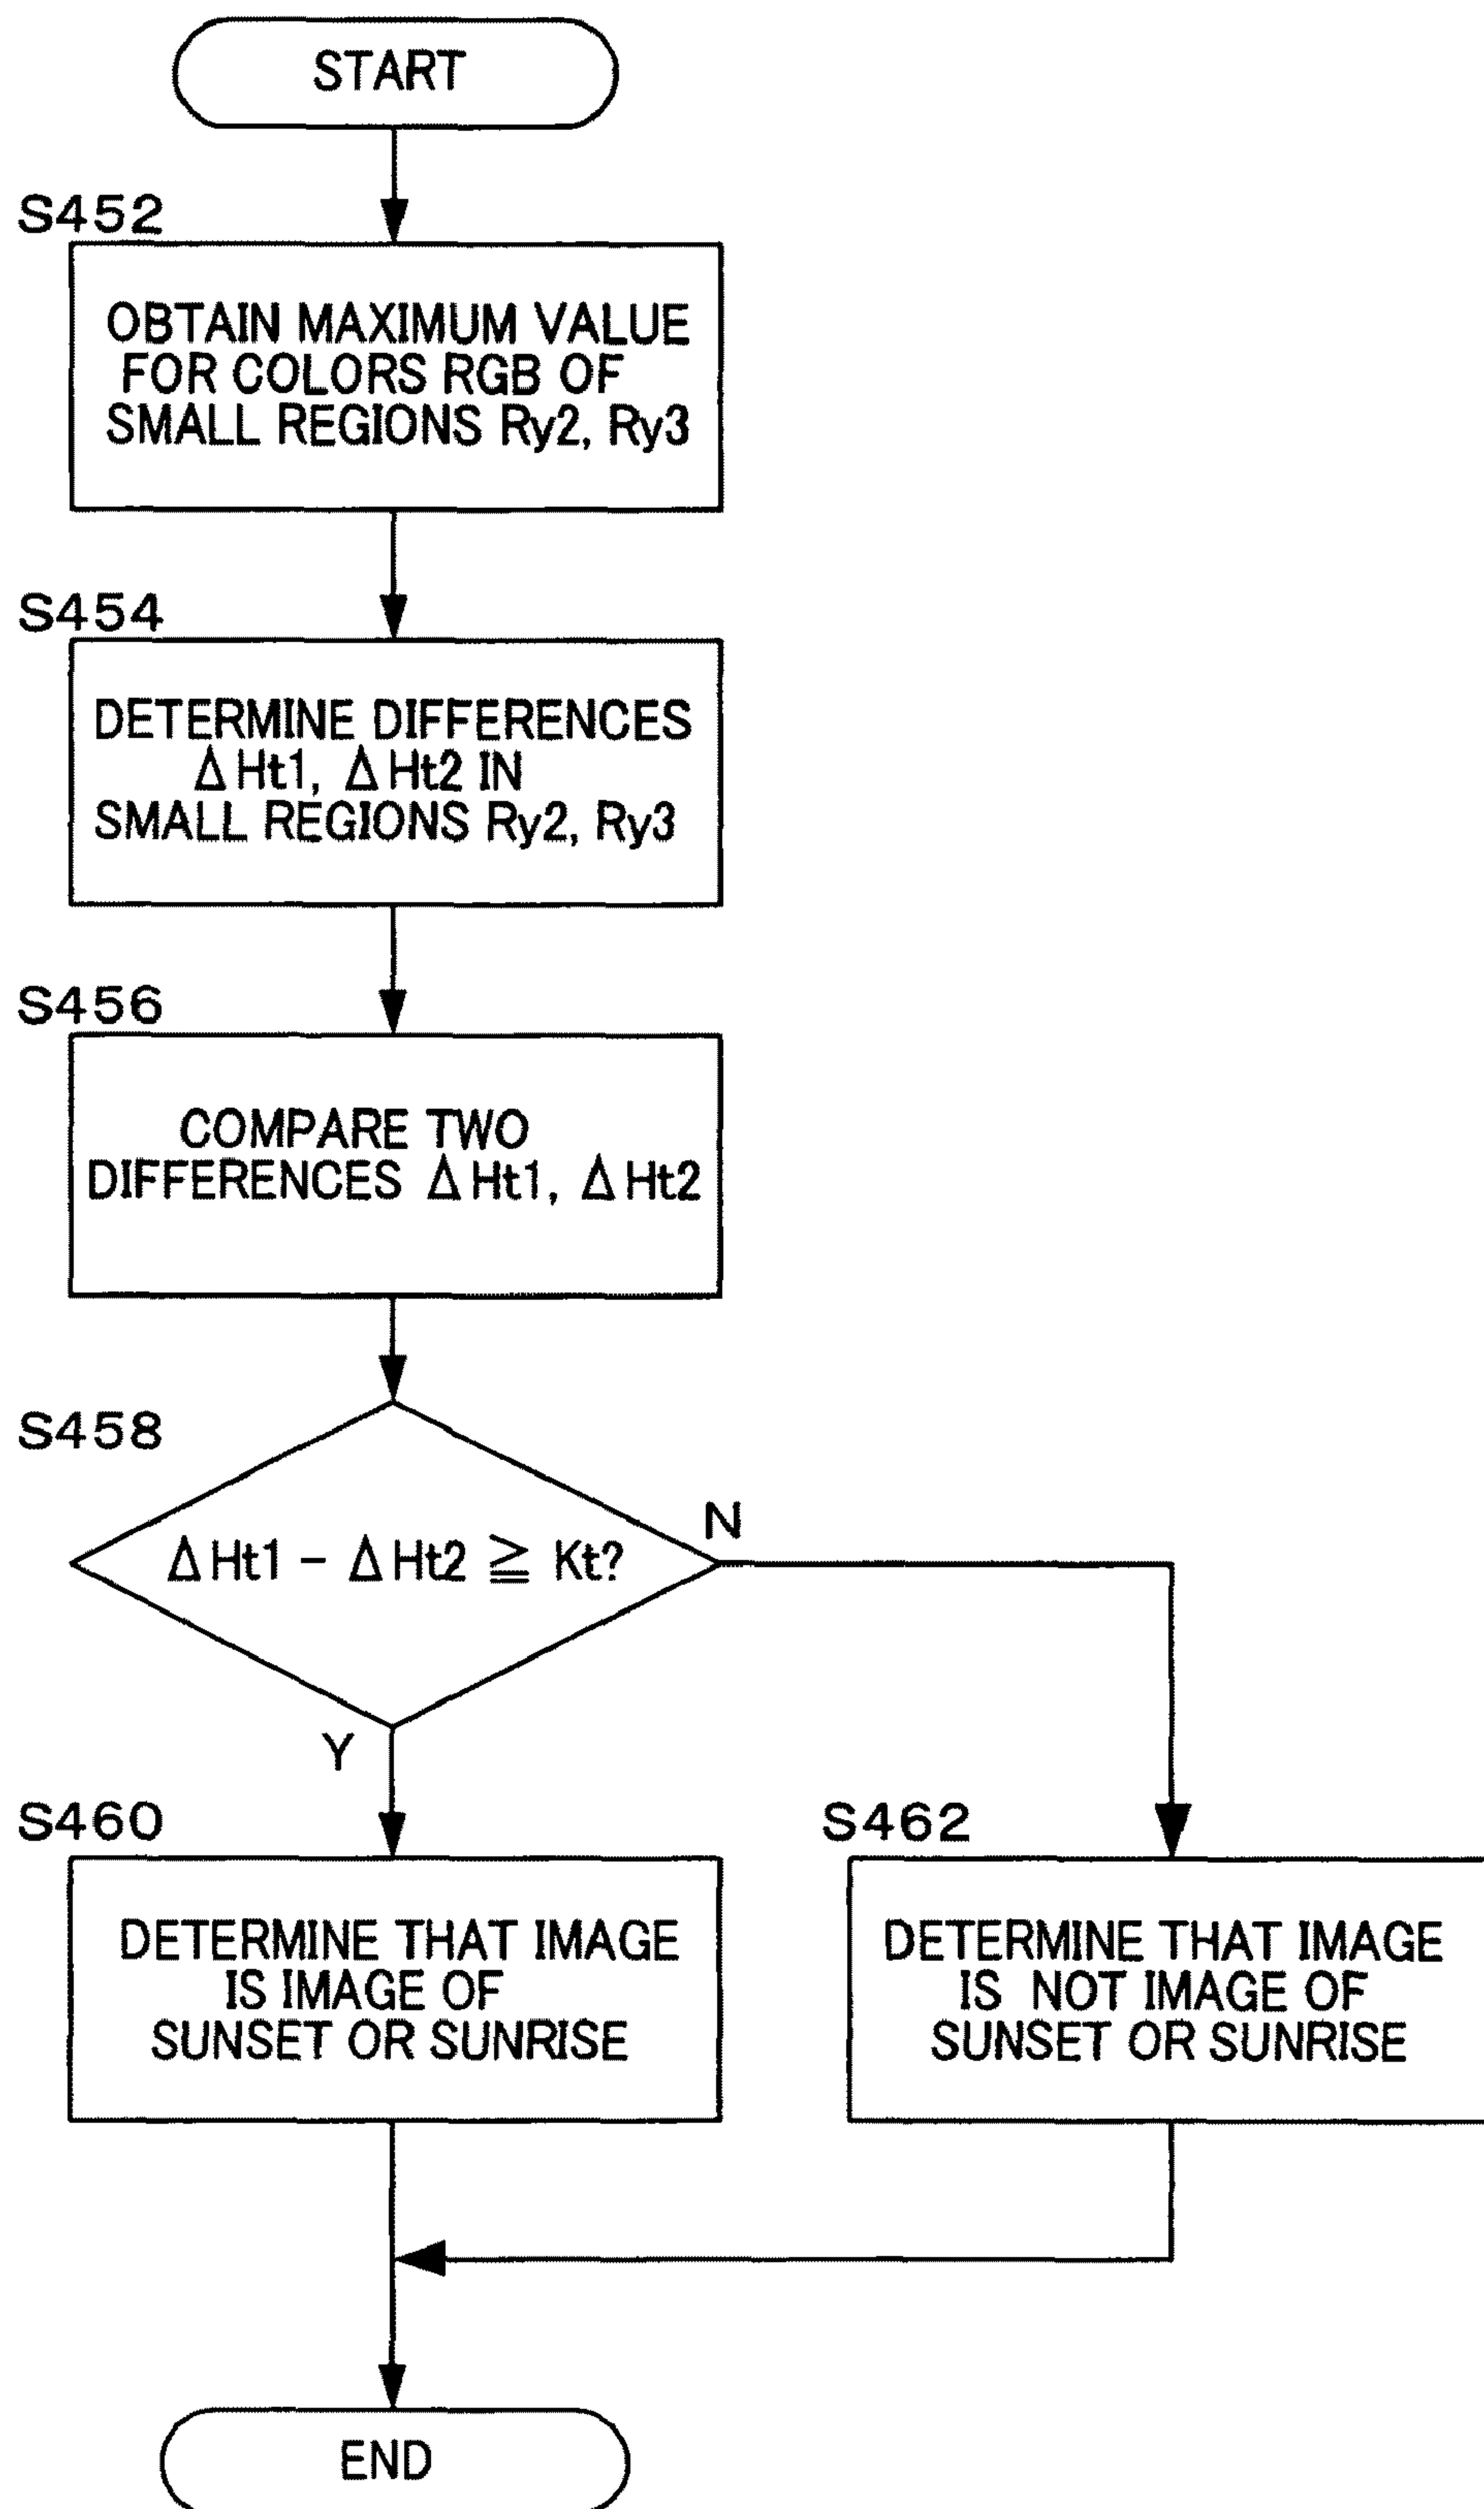 START
S452
OBTAIN MAXIMUM VALUE
FOR COLORS RGB OF
SMALL REGIONS Ry2, Ry3
S454
DETERMINE DIFFERENCES
ΔHt1, ΔHt2 IN
SMALL REGIONS Ry2, Ry3
S456
COMPARE TWO
DIFFERENCES ΔHt1, ΔHt2
S458
ΔHt1 - ΔHt2 ≧ Kt?
N
Y
S460
DETERMINE THAT IMAGE
IS IMAGE OF
SUNSET OR SUNRISE
S462
DETERMINE THAT IMAGE
IS NOT IMAGE OF
SUNSET OR SUNRISE
END